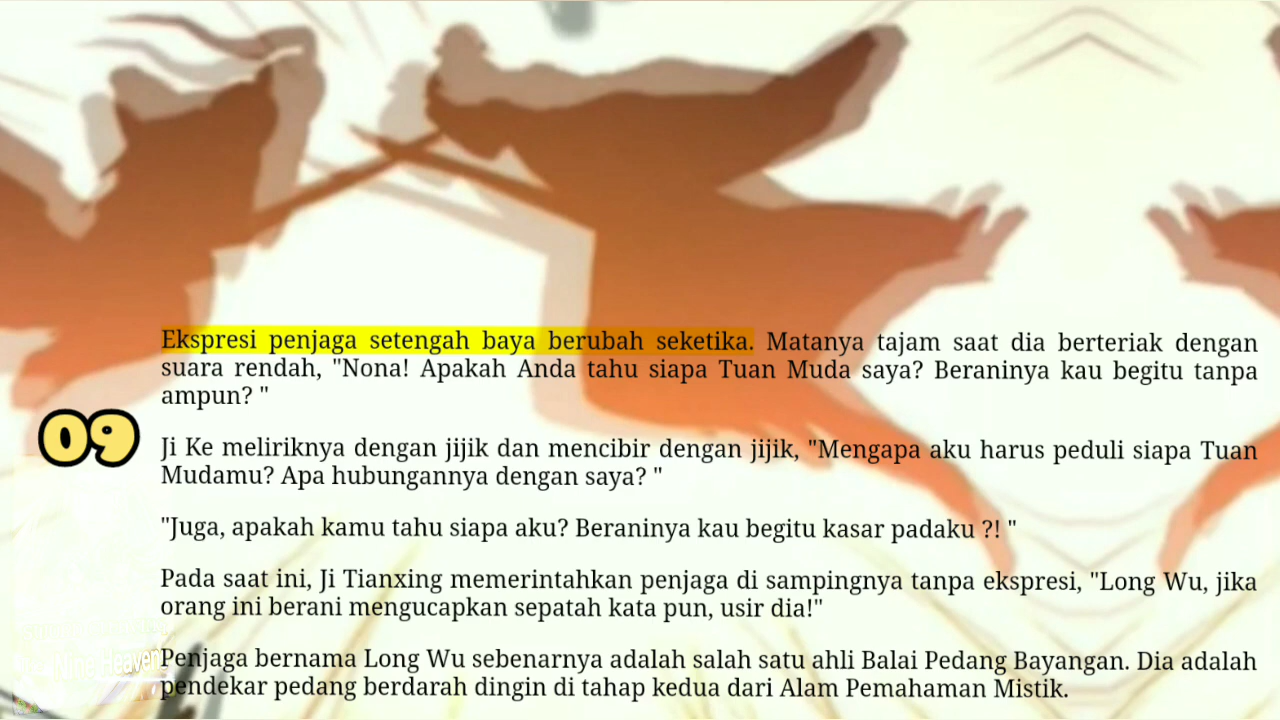 Ekspresi penjaga setengah baya berubah seketika. Matanya tajam saat dia berteriak dengan
suara rendah, "Nona! Apakah Anda tahu siapa Tuan Muda saya? Beraninya kau begitu tanpa
ampun? "
09
Ji Ke meliriknya dengan jijik dan mencibir dengan jijik, "Mengapa aku harus peduli siapa Tuan
Mudamu? Apa hubungannya dengan saya? "
"Juga, apakah kamu tahu siapa aku? Beraninya kau begitu kasar padaku ?! "
Pada saat ini, Ji Tianxing memerintahkan penjaga di sampingnya tanpa ekspresi, "Long Wu, jika
orang ini berani mengucapkan sepatah kata pun, usir dia!"
Penjaga bernama Long Wu sebenarnya adalah salah satu ahli Balai Pedang Bayangan. Dia adalah
pendekar pedang berdarah dingin di tahap kedua dari Alam Pemahaman Mistik.